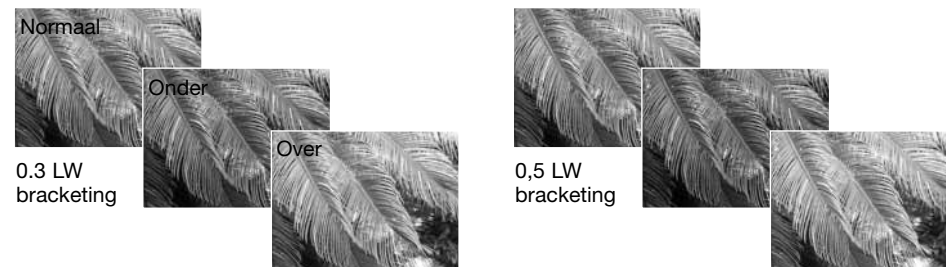 Normaal
Onder
Over
0.3 LW
bracketing
0,5 LW
bracketing